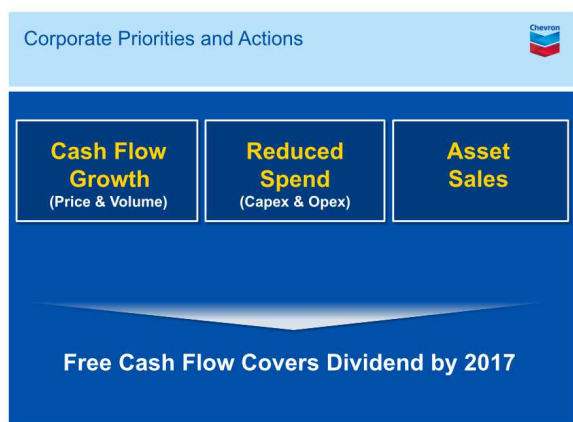 Corporate Priorities and Actions
Chevron
Cash Flow
Growth
(Price & Volume)
Reduced
Spend
(Capex & Opex)
Asset
Sales
Free Cash Flow Covers Dividend by 2017